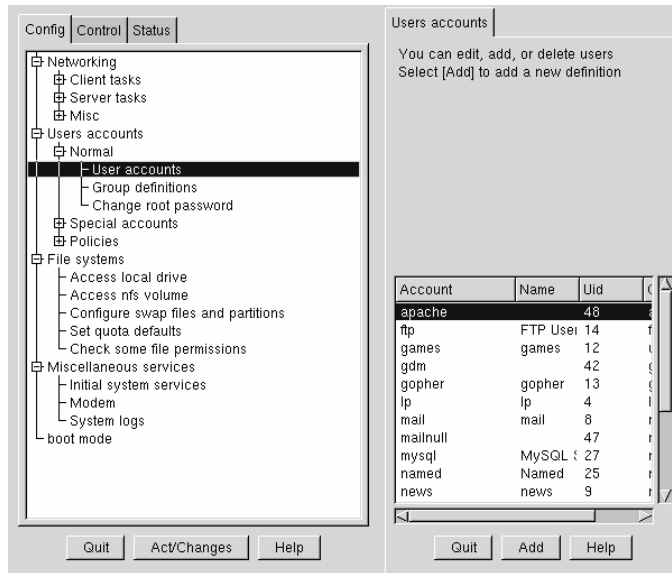 Config Control Status
Networking
Client tasks
Server tasks
Misc
Users accounts
Normal
User accounts
Group definitions
Change root password
Special accounts
Policies
File systems
Access local drive
Access nfs volume
Configure swap files and partitions
Set quota defaults
Check some file permissions
Miscellaneous services
Initial system services
Modem
System logs
boot mode
Quit Act/Changes Help
Users accounts
You can edit, add, or delete users
Select [Add] to add a new definition
Account Name Uid
apache 48
ftp FTP User 14
games games 12
gdm 42
gopher gopher 13
lp lp 4
mail mail 8
mailnull 47
mysql MySQL 27
named Named 25
news news 9
Quit Add Help